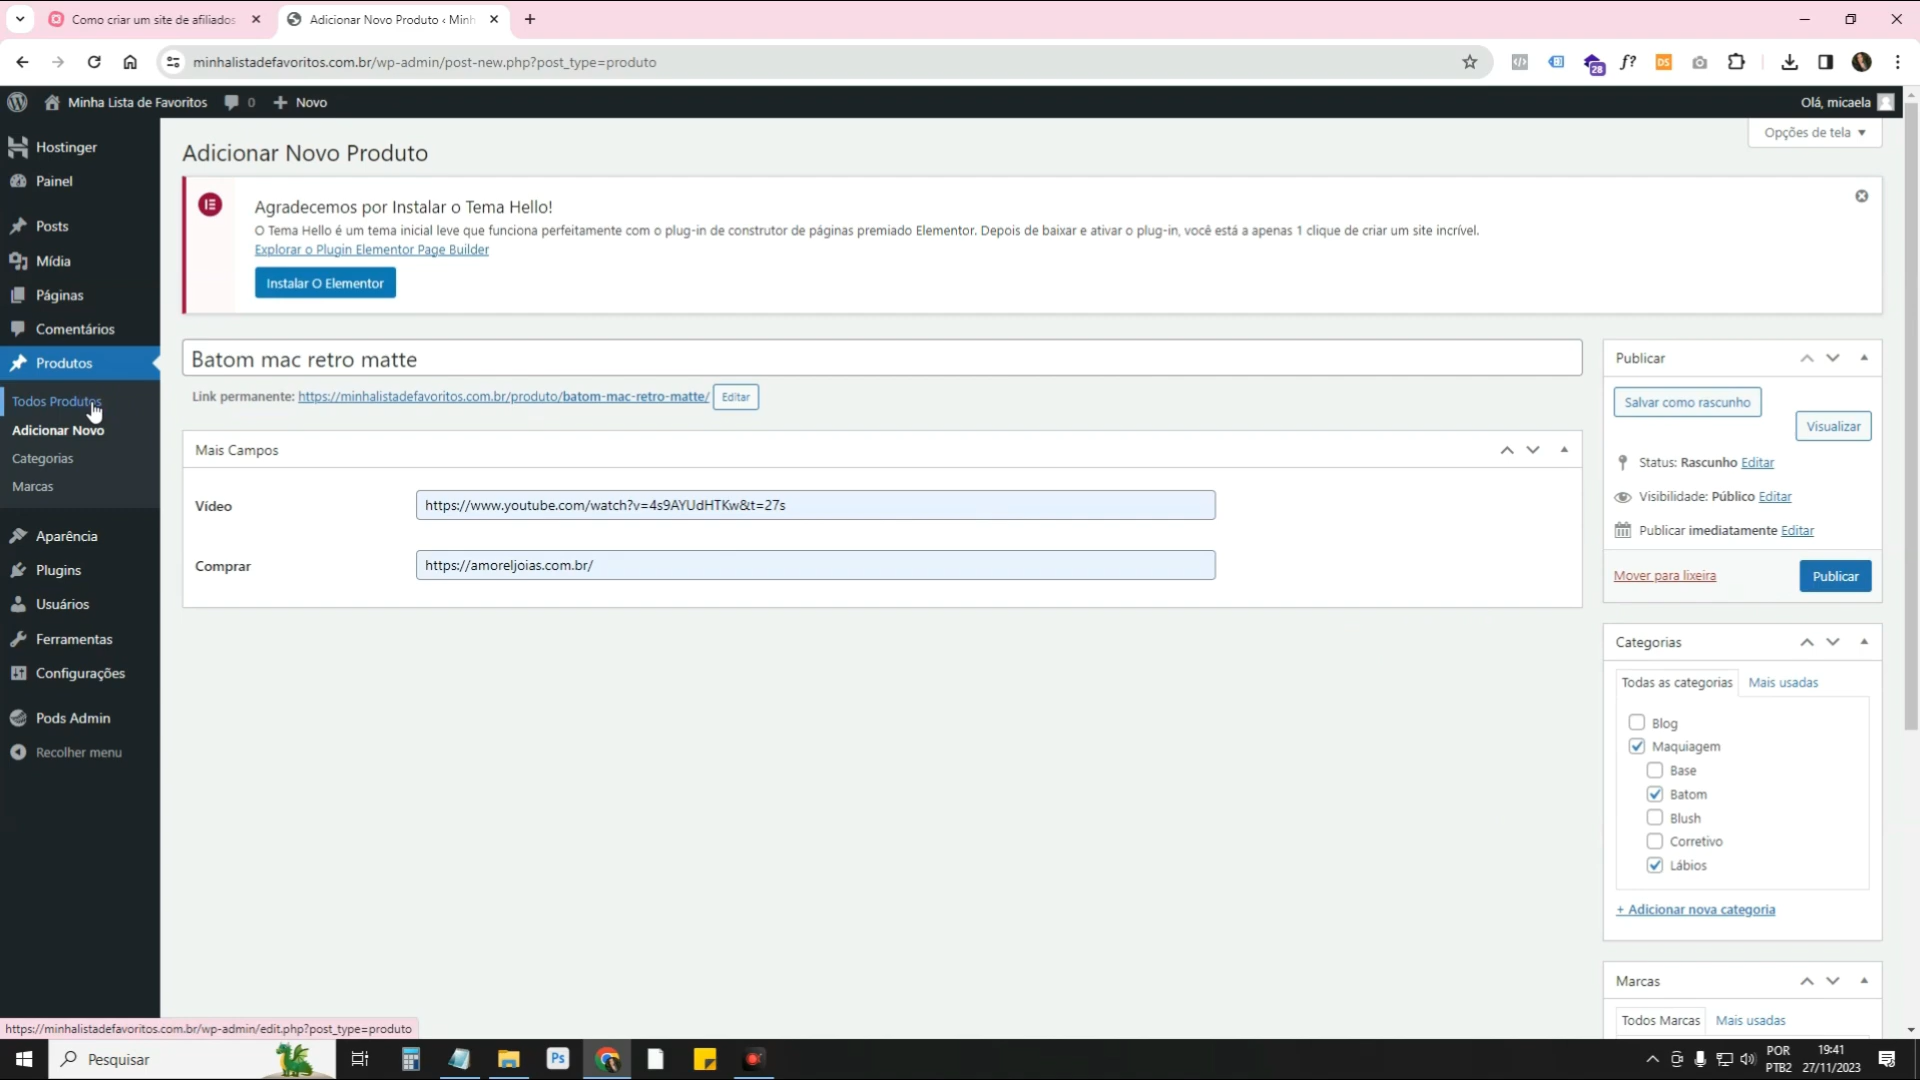 Como criar um site de afiliados
Adicionar Novo Produto ‹ Minh
minhalistadefavoritos.com.br/wp-admin/post-new.php?post_type=produto
28
f?
DS
Minha Lista de Favoritos
0
Novo
Olá, micaela
Opções de tela
Hostinger
Painel
Posts
Mídia
Páginas
Comentários
Produtos
Todos Produtos
Adicionar Novo
Categorias
Marcas
Aparência
Plugins
Usuários
Ferramentas
Configurações
Pods Admin
Recolher menu
Adicionar Novo Produto
Agradecemos por Instalar o Tema Hello!
O Tema Hello é um tema inicial leve que funciona perfeitamente com o plug-in de construtor de páginas premiado Elementor. Depois de baixar e ativar o plug-in, você está a apenas 1 clique de criar um site incrível.
Explorar o Plugin Elementor Page Builder
Instalar O Elementor
Batom mac retro matte
Link permanente: https://minhalistadefavoritos.com.br/produto/batom-mac-retro-matte/ Editar
Mais Campos
Vídeo
https://www.youtube.com/watch?v=4s9AYUdHTKw&t=27s
Comprar
https://amoreljoias.com.br/
Publicar
Salvar como rascunho
Visualizar
Status: Rascunho Editar
Visibilidade: Público Editar
Publicar imediatamente Editar
Mover para lixeira
Publicar
Categorias
Todas as categorias
Mais usadas
Blog
Maquiagem
Base
Batom
Blush
Corretivo
Lábios
+ Adicionar nova categoria
Marcas
Todos Marcas
Mais usadas
https://minhalistadefavoritos.com.br/wp-admin/edit.php?post_type=produto
Pesquisar
Ps
POR
PTB2
19:41
27/11/2023